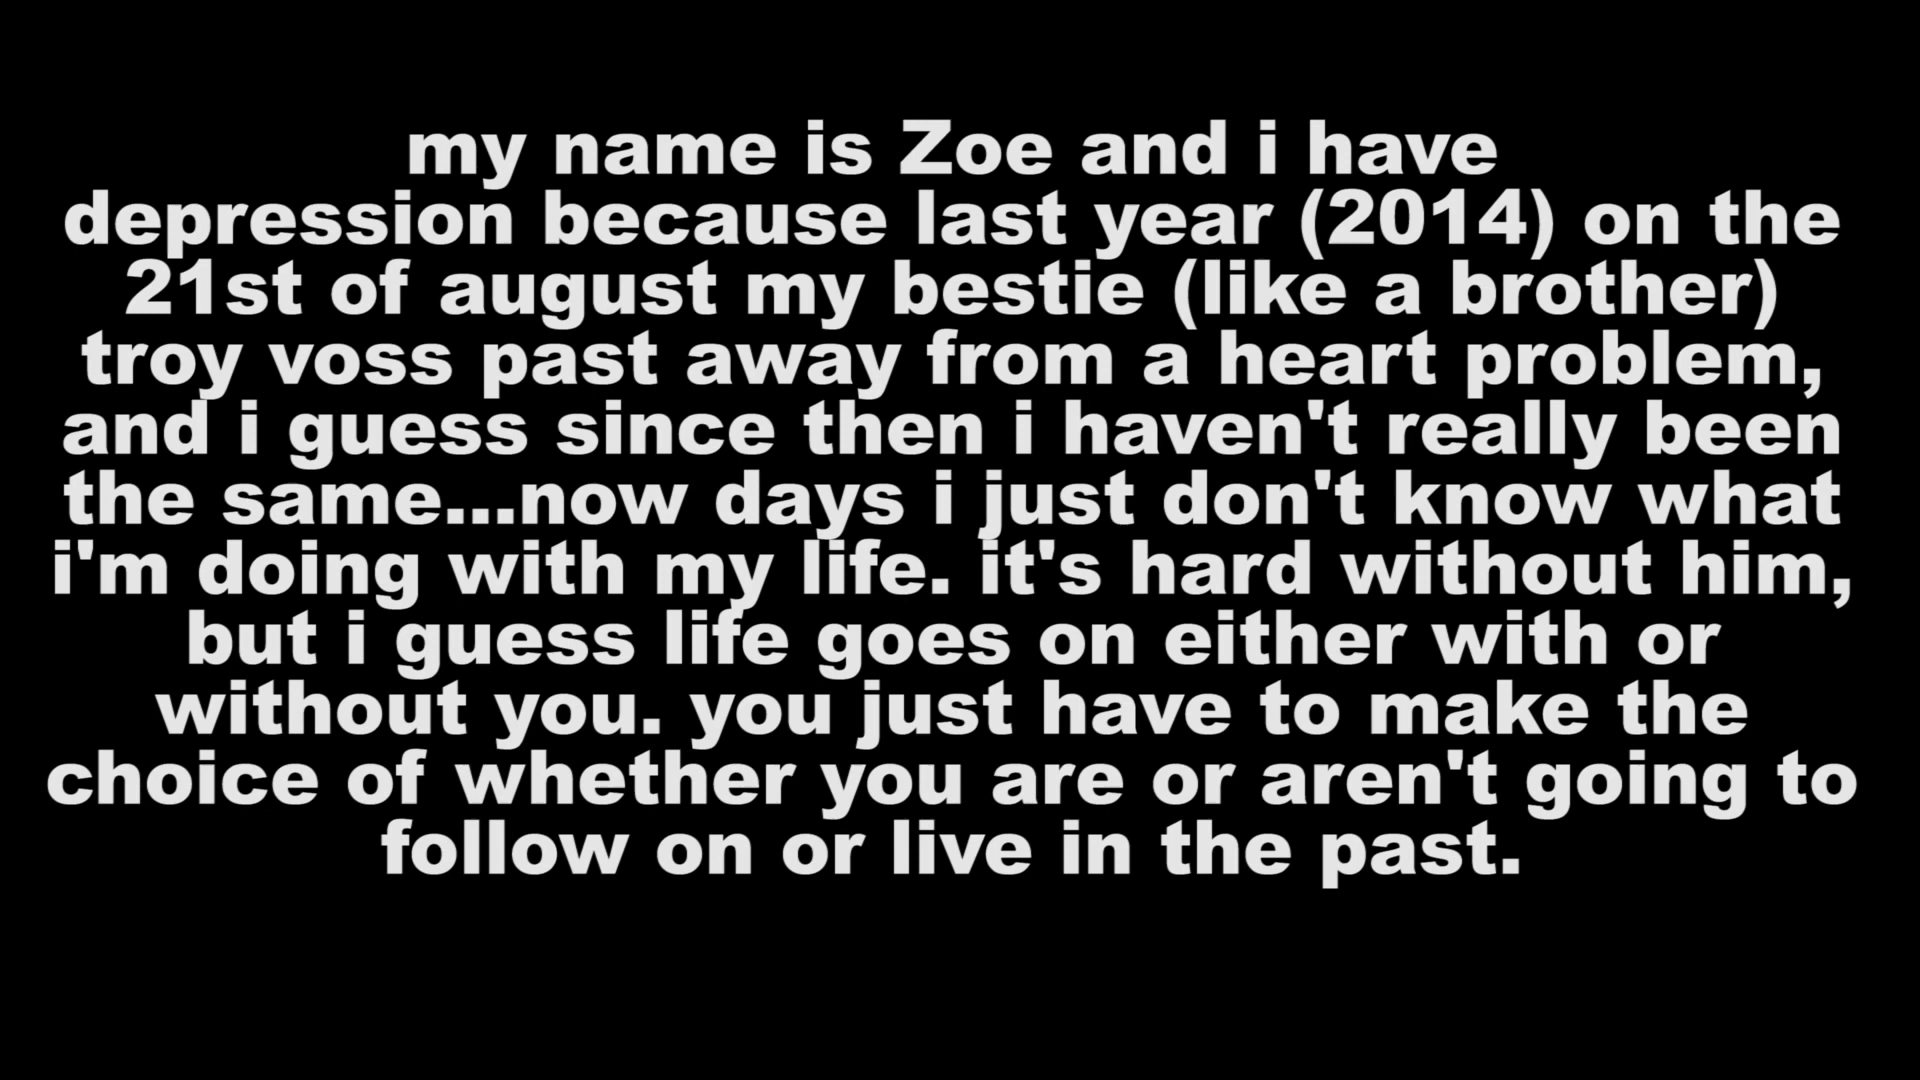 my name is Zoe and i have
depression because last year (2014) on the
21st of august my bestie (like a brother)
troy voss past away from a heart problem,
and i guess since then i haven't really been
the same...now days i just don't know what
i'm doing with my life. it's hard without him,
but i guess life goes on either with or
without you. you just have to make the
choice of whether you are or aren't going to
follow on or live in the past.